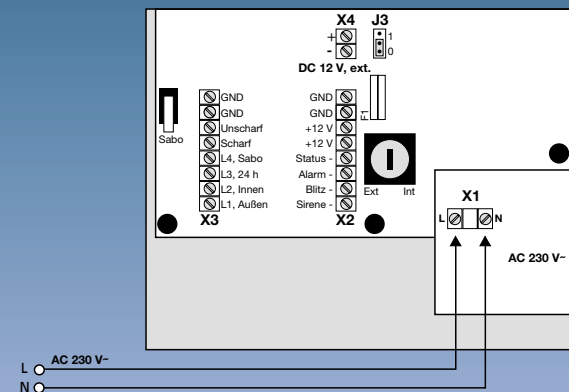 X4 J3
+ 1
- 0
DC 12 V, ext.
F1
Sabo
GND GND
GND GND
Unscharf +12 V
Scharf +12 V
L4, Sabo Status -
L3, 24 h Alarm -
L2, Innen Blitz -
L1, Außen Sirene -
Ext Int
X3 X2
X1
L N
AC 230 V~
AC 230 V~
L
N